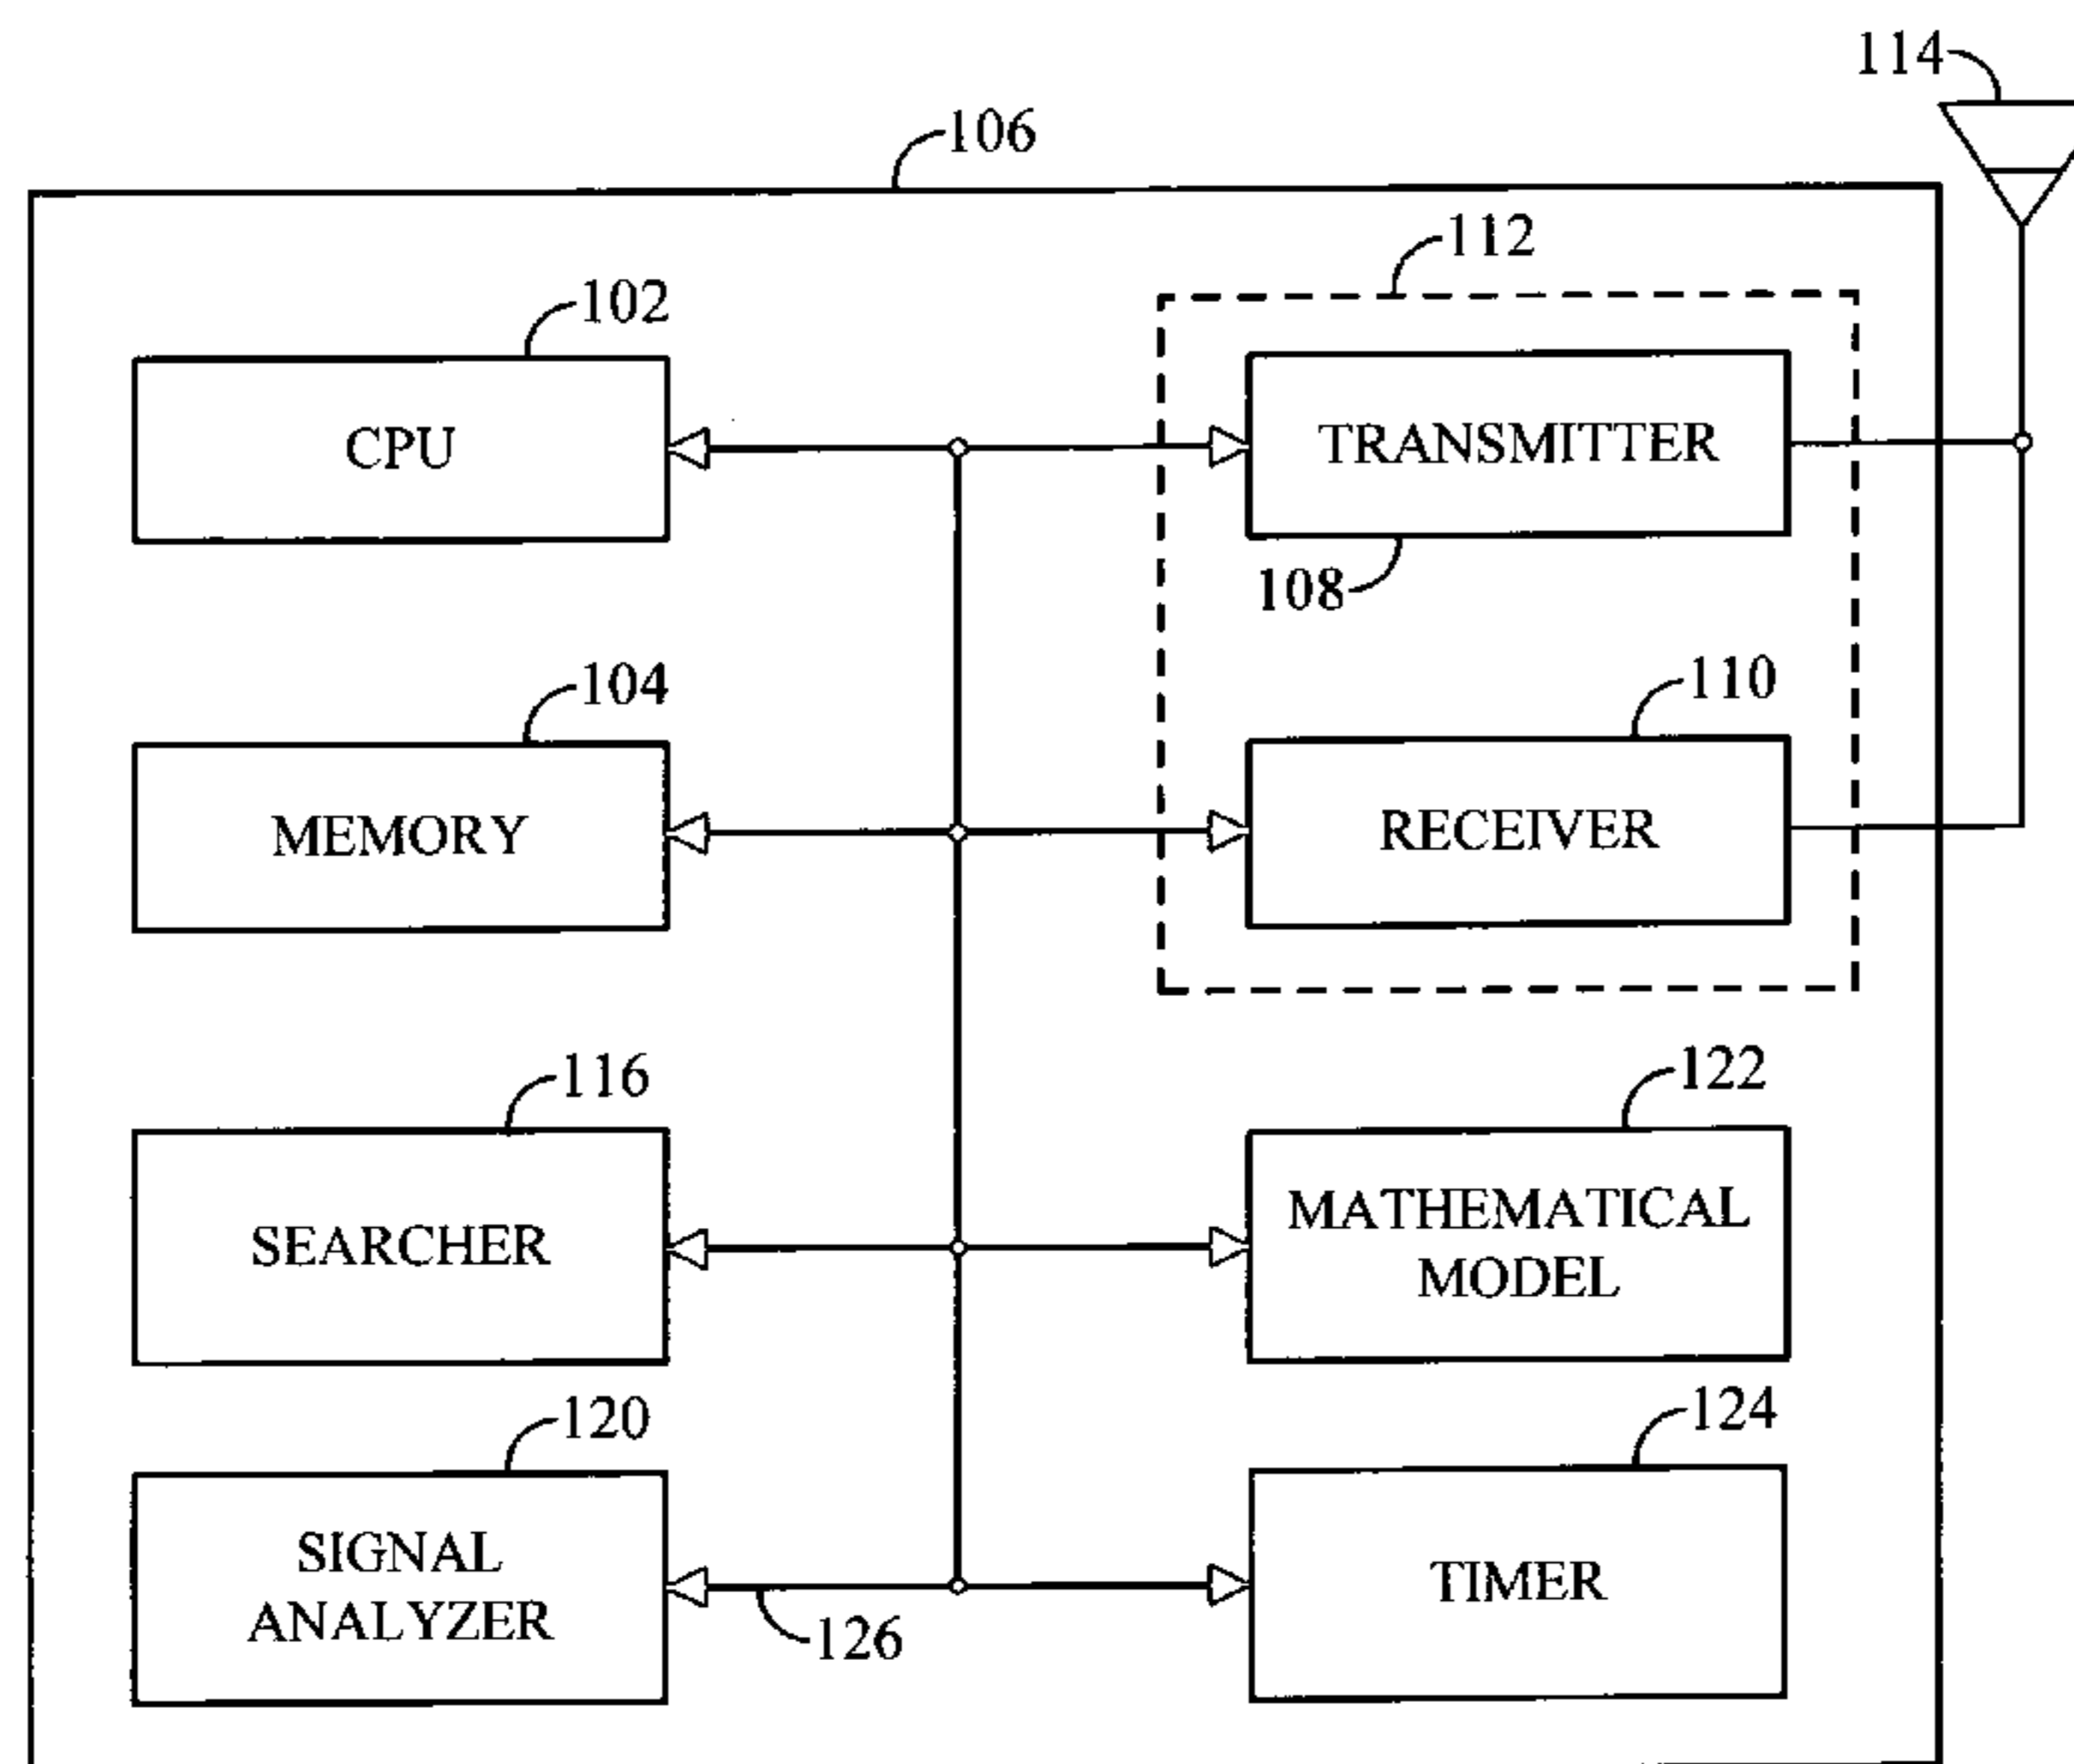 114
106
112
102
CPU
TRANSMITTER
108
104
110
MEMORY
RECEIVER
116
122
SEARCHER
MATHEMATICAL
MODEL
120
124
SIGNAL
ANALYZER
TIMER
126